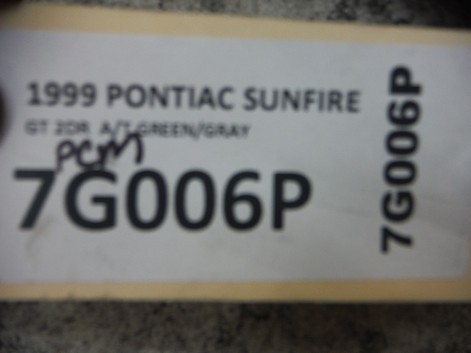 1999 PONTIAC SUNFIRE
GT 2DR A/T GREEN/GRAY
PCM
7G006P
7G006P